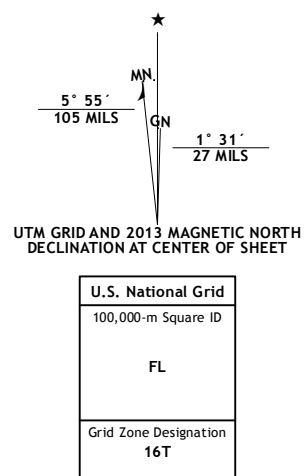 ★
MN.
5° 55´
105 MILS
GN
1° 31´
27 MILS
UTM GRID AND 2013 MAGNETIC NORTH
DECLINATION AT CENTER OF SHEET
U.S. National Grid
100,000-m Square ID
FL
Grid Zone Designation
16T